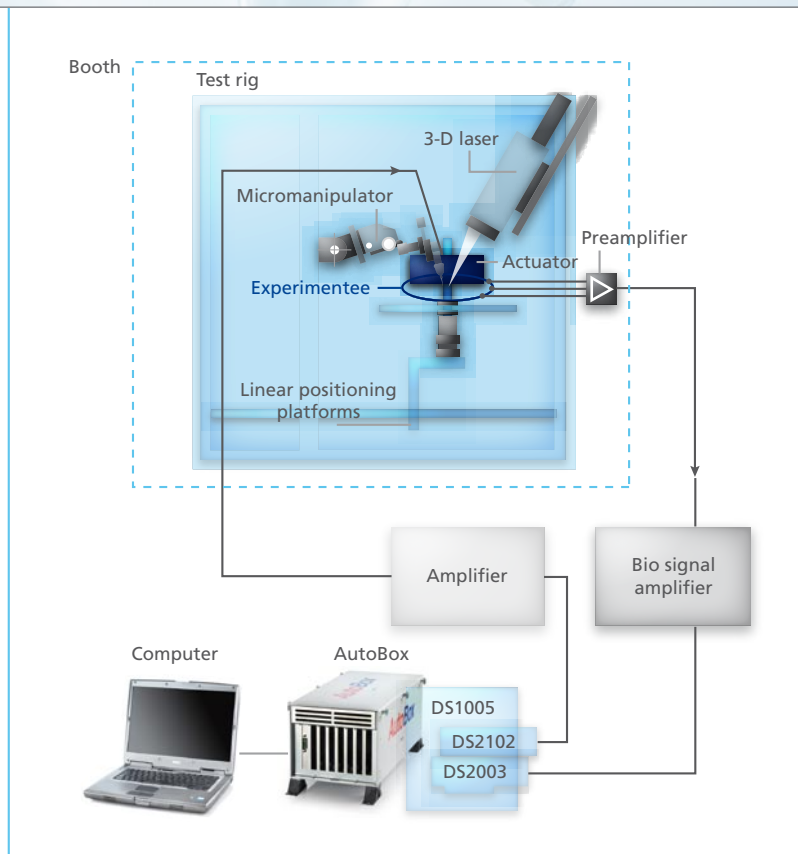 Booth
Test rig
3-D laser
Micromanipulator
Preamplifier
Actuator
Experimentee
Linear positioning
platforms
Amplifier
Bio signal
amplifier
Computer
AutoBox
DS1005
AutoBox
DS2102
DS2003